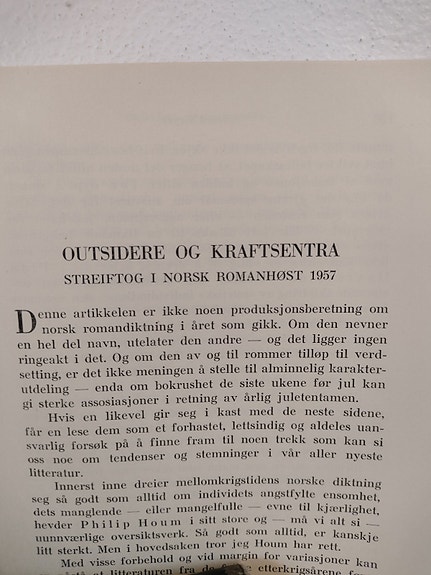 OUTSIDERE OG KRAFTSENTRA
STREIFTOG I NORSK ROMANHØST 1957
Denne artikkelen er ikke noen produksjonsberetning om
norsk romandiktning i året som gikk. Om den nevner
en hel del navn, utelater den andre — og det ligger ingen
ringeakt i det. Og om den av og til rommer tilløp til verd-
setting, er det ikke meningen å stelle til alminnelig karakter-
utdeling — enda om bokrushet de siste ukene før jul kan
gi sterke assosiasjoner i retning av årlig juletentamen.
Hvis en likevel gir seg i kast med de neste sidene,
får en lese dem som et forhastet, lettsindig og aldeles uan-
svarlig forsøk på å finne fram til noen trekk som kan si
oss noe om tendenser og stemninger i vår aller nyeste
litteratur.
Innerst inne dreier mellomkrigstidens norske diktning
seg så godt som alltid om individets angstfylte ensomhet,
dets manglende — eller mangelfulle — evne til kjærlighet,
hevder Philip Houm i sitt store og — må vi alt si —
uunnværlige oversiktsverk. Så godt som alltid, er kanskje
litt sterkt. Men i hovedsaken tror jeg Houm har rett.
Med visse forbehold og vid margin for variasjoner kan
at litteraturen fra de etterkrigsårene